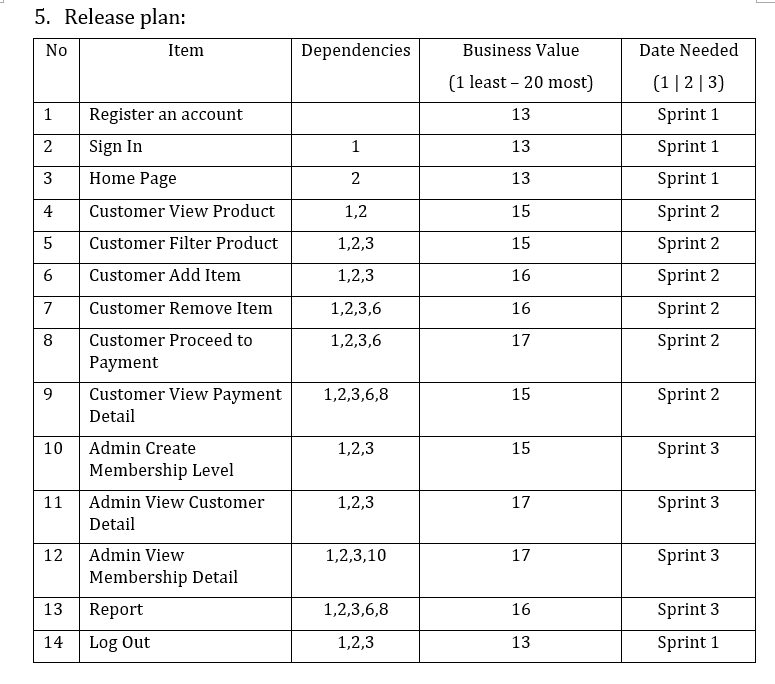 5. Release plan:
No Item Dependencies Business Value Date Needed
(1 least – 20 most) (1 | 2 | 3)
1 Register an account 13 Sprint 1
2 Sign In 1 13 Sprint 1
3 Home Page 2 13 Sprint 1
4 Customer View Product 1,2 15 Sprint 2
5 Customer Filter Product 1,2,3 15 Sprint 2
6 Customer Add Item 1,2,3 16 Sprint 2
7 Customer Remove Item 1,2,3,6 16 Sprint 2
8 Customer Proceed to 1,2,3,6 17 Sprint 2
Payment
9 Customer View Payment 1,2,3,6,8 15 Sprint 2
Detail
10 Admin Create 1,2,3 15 Sprint 3
Membership Level
11 Admin View Customer 1,2,3 17 Sprint 3
Detail
12 Admin View 1,2,3,10 17 Sprint 3
Membership Detail
13 Report 1,2,3,6,8 16 Sprint 3
14 Log Out 1,2,3 13 Sprint 1